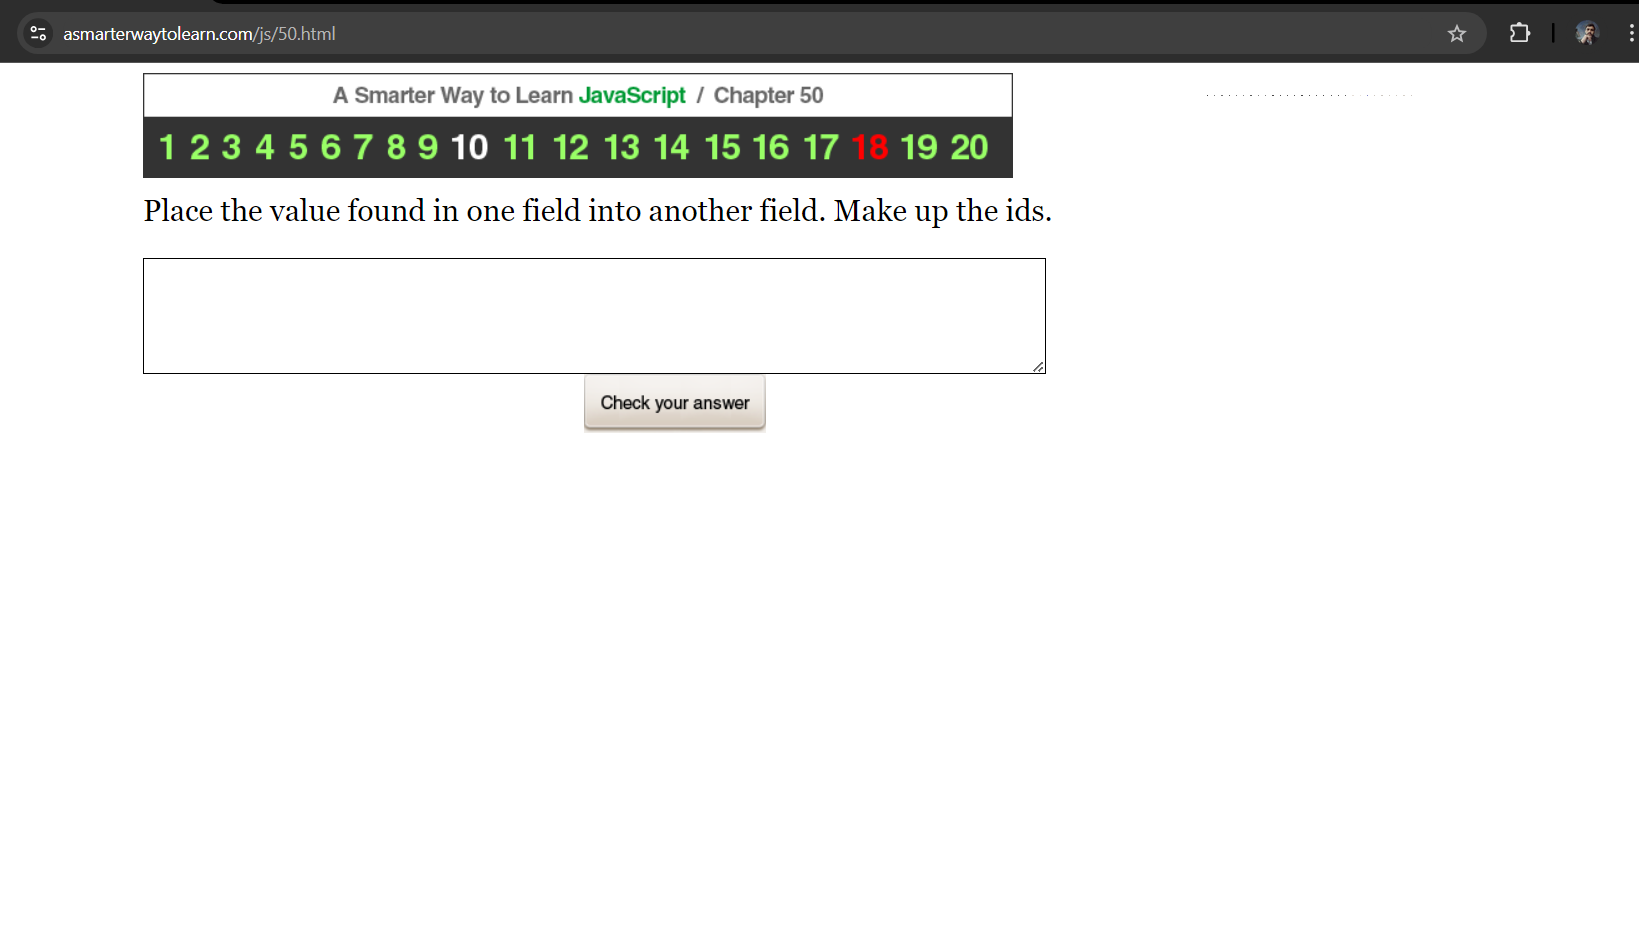 asmarterwaytolearn.com/js/50.html
A Smarter Way to Learn JavaScript / Chapter 50
1 2 3 4 5 6 7 8 9 10 11 12 13 14 15 16 17 18 19 20
Place the value found in one field into another field. Make up the ids.
Check your answer